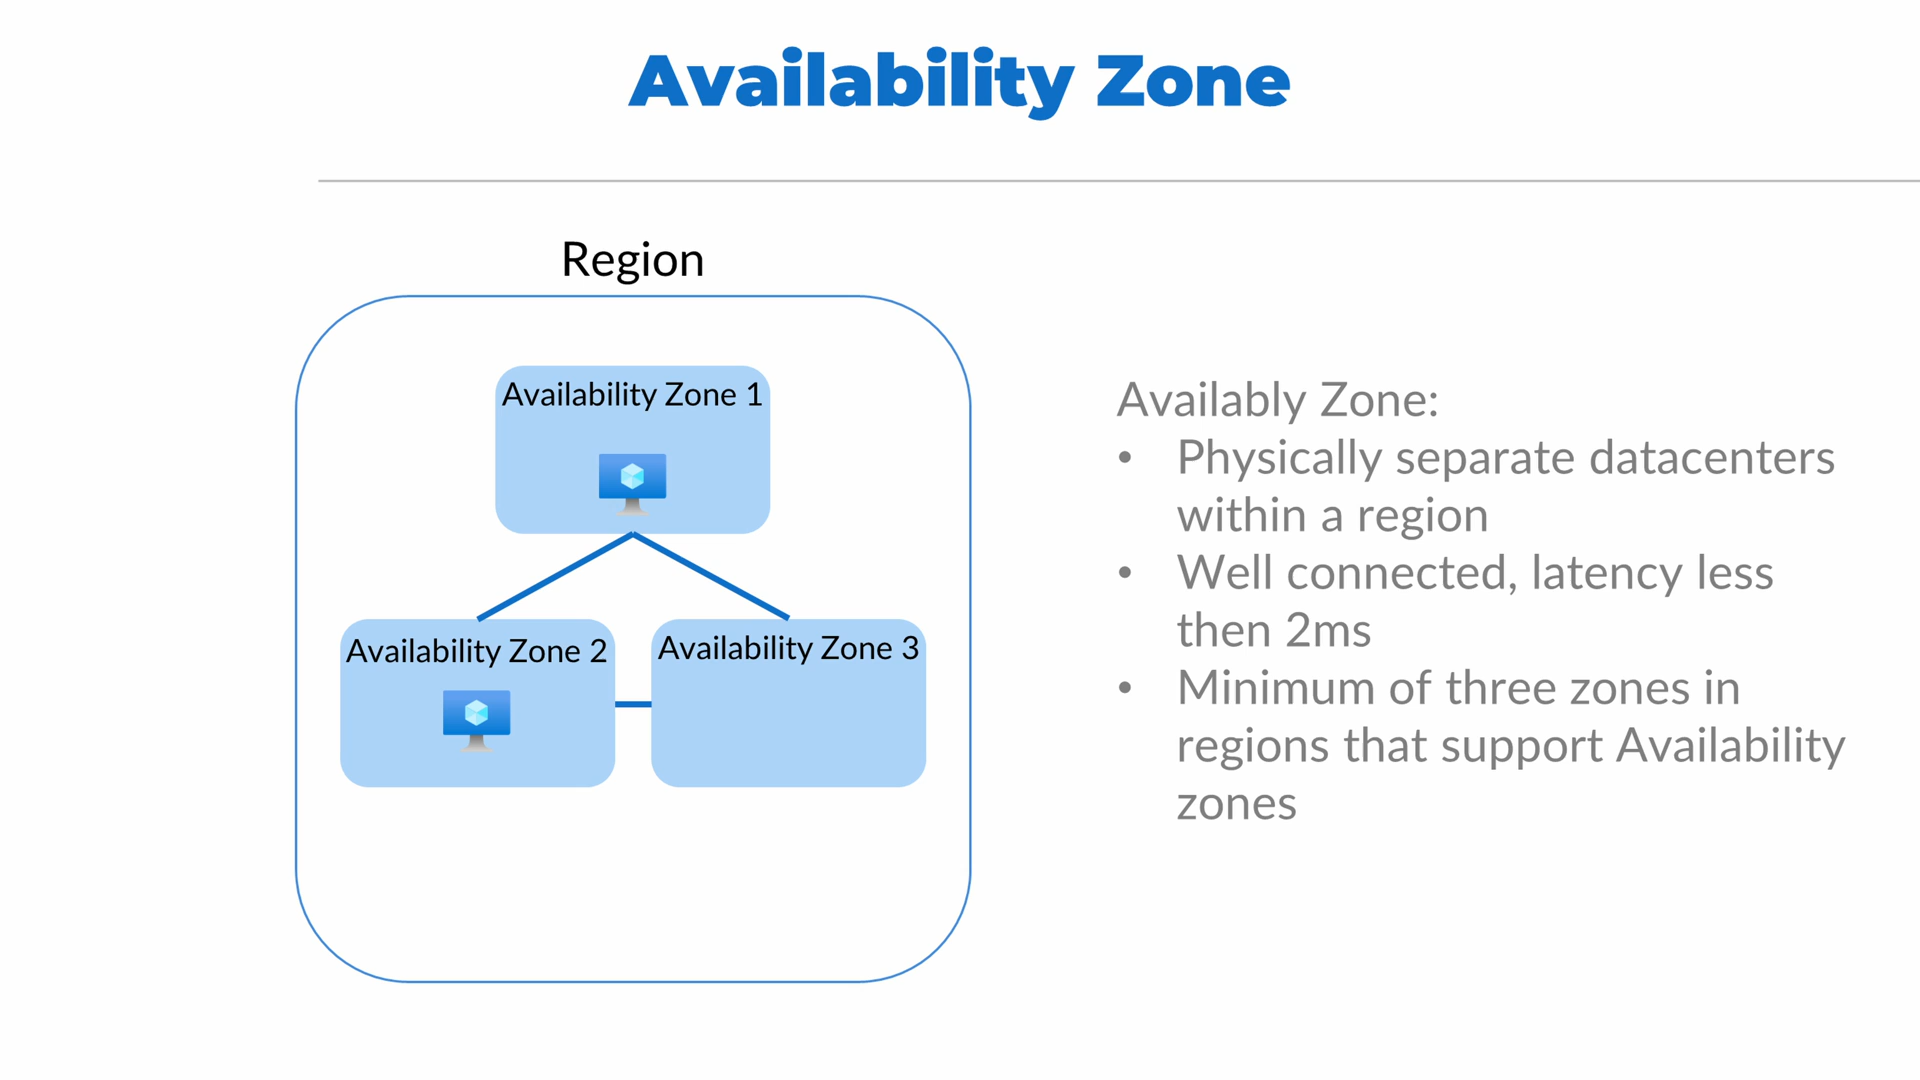 Availability Zone
Region
Availability Zone 1
Availability Zone 2
Availability Zone 3
Availably Zone:
• Physically separate datacenters
within a region
• Well connected, latency less
then 2ms
• Minimum of three zones in
regions that support Availability
zones